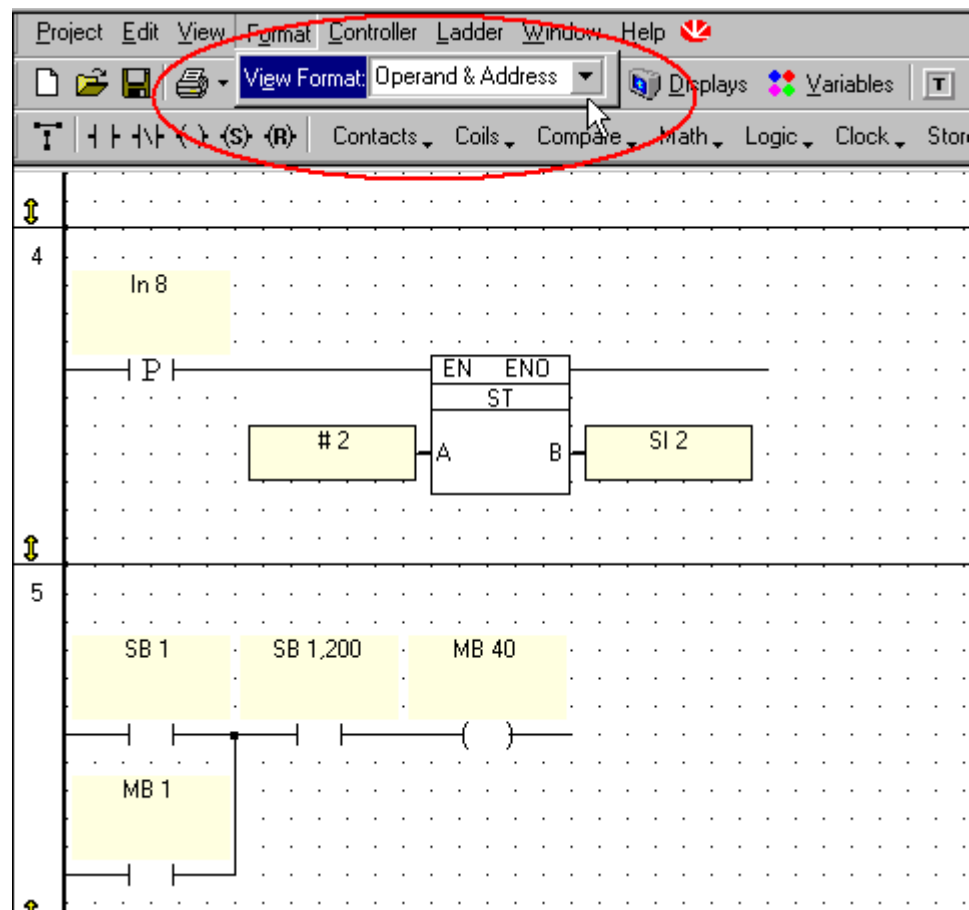 Project Edit View Format Controller Ladder Window Help
View Format: Operand & Address
Displays Variables T
(S) (R) Contacts Coils Compare Math Logic Clock Store
4
In 8
P
EN ENO
ST
# 2 A B SI 2
5
SB 1 SB 1,200 MB 40
MB 1